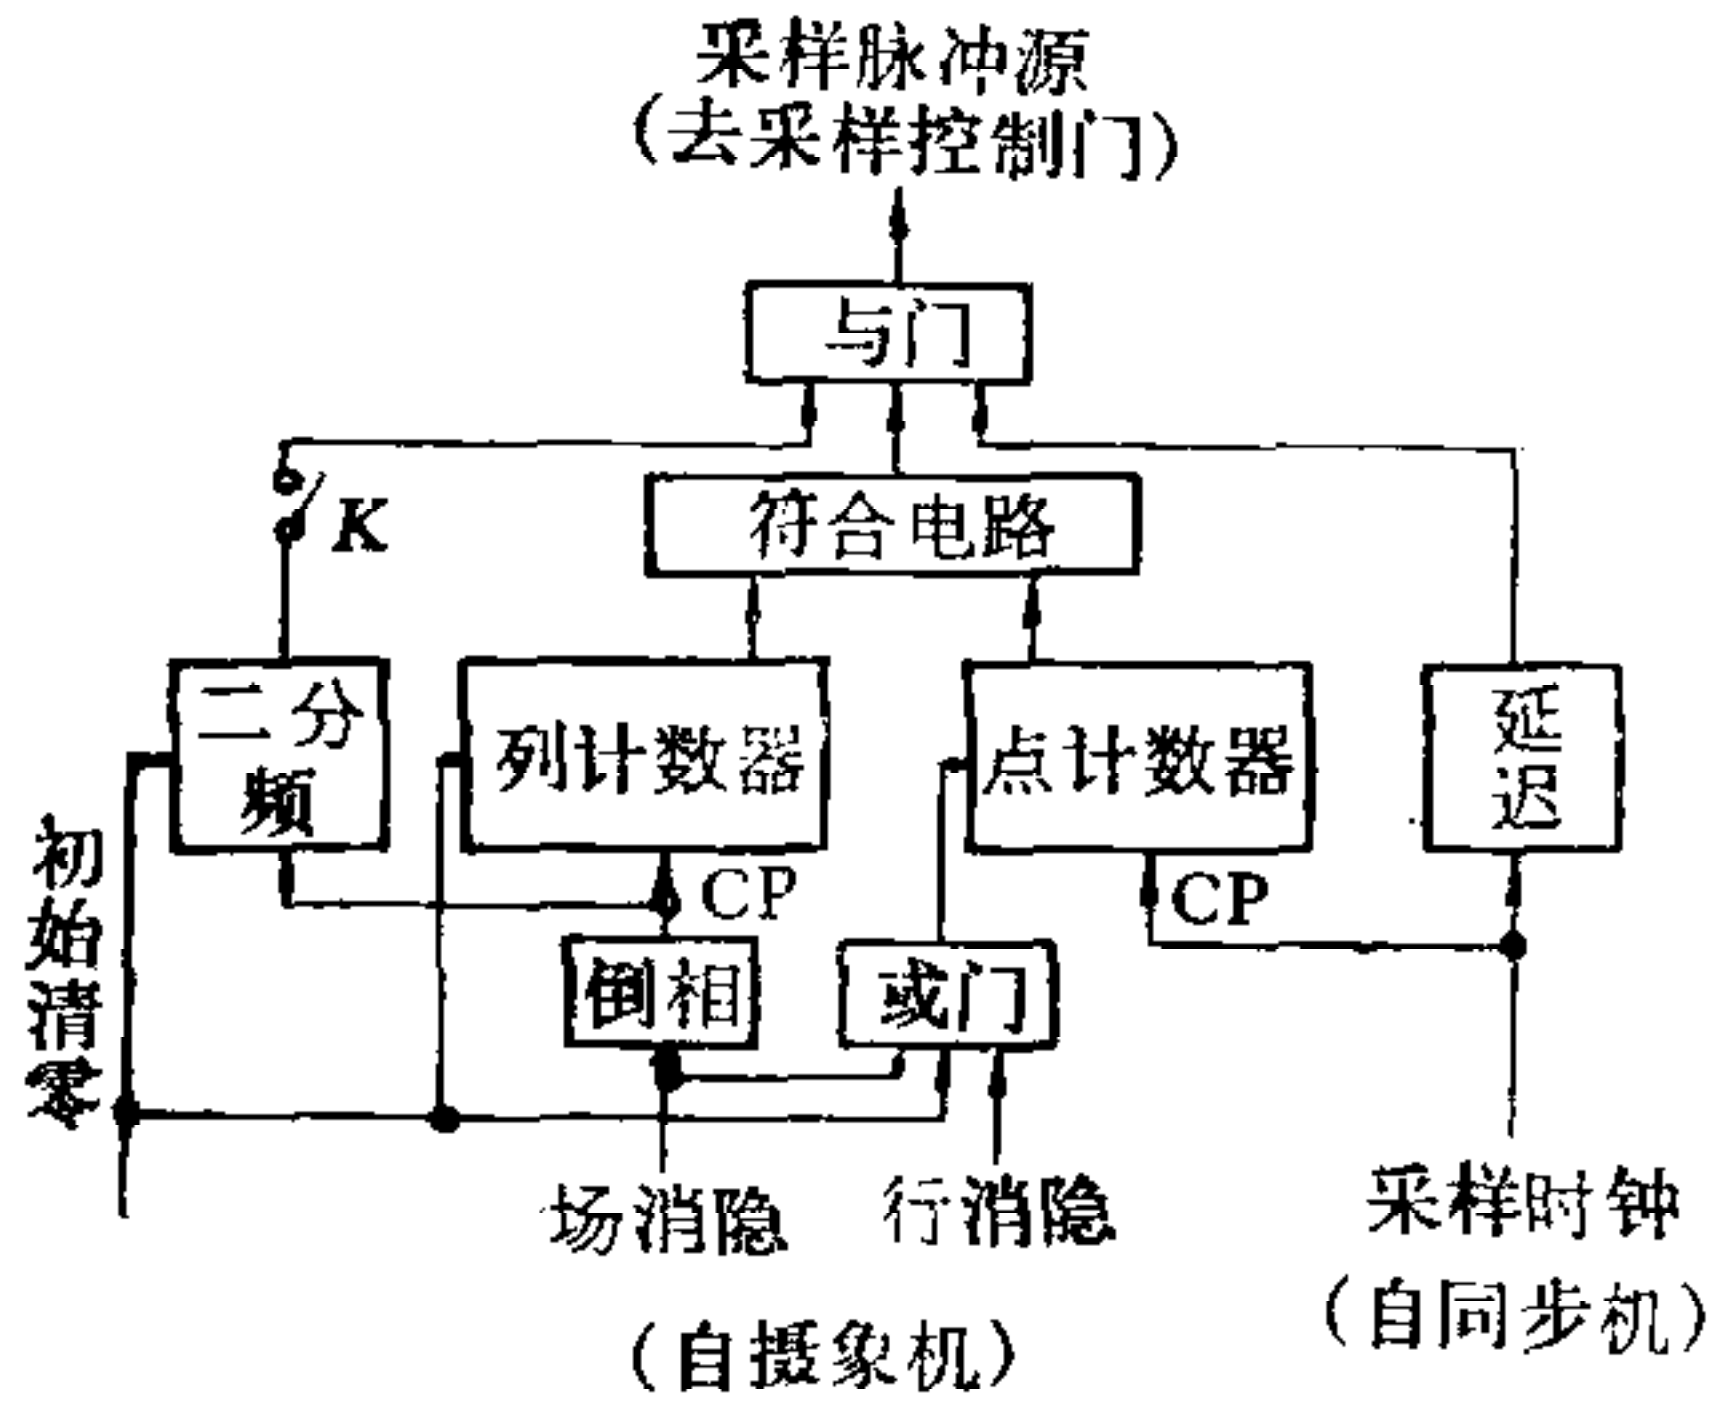 采样脉冲源
(去采样控制门)
与门
符合电路
K
二分
频
列计数器
点计数器
延
迟
初
始
清
零
CP
CP
倒相
或门
场消隐
行消隐
采样时钟
(自同步机)
(自摄象机)